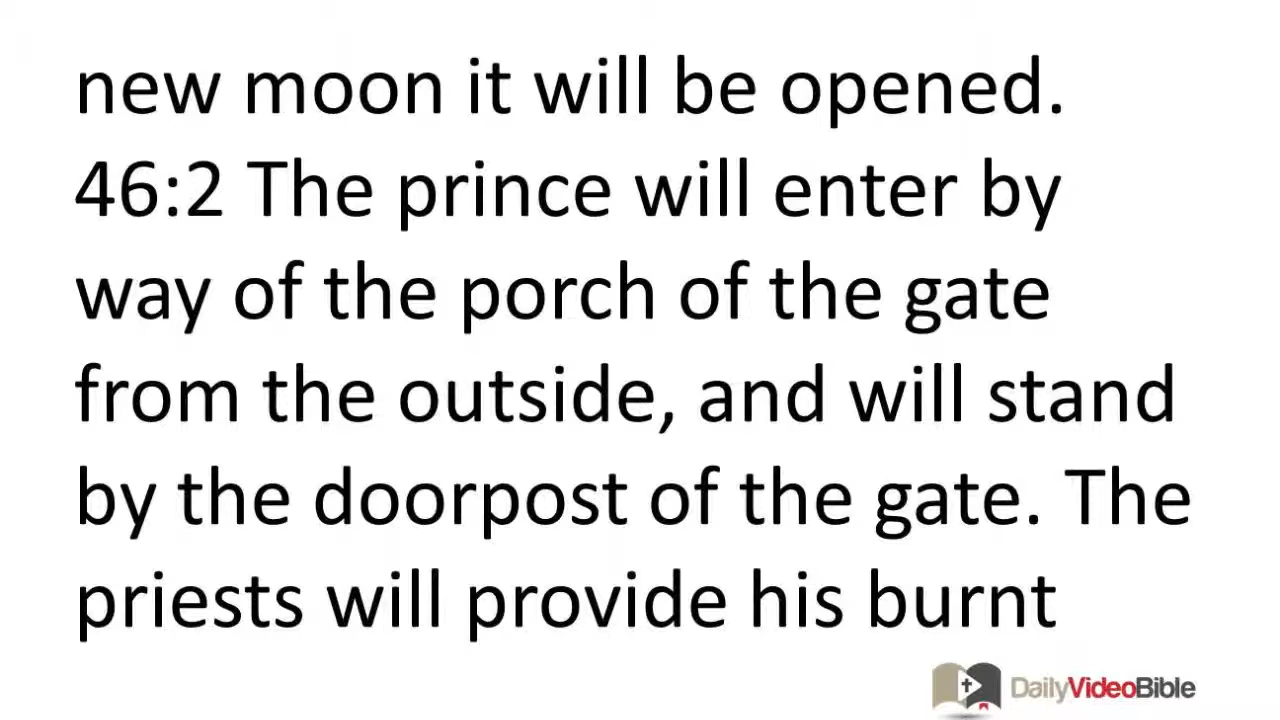 new moon it will be opened.
46:2 The prince will enter by
way of the porch of the gate
from the outside, and will stand
by the doorpost of the gate. The
priests will provide his burnt
DailyVideoBible